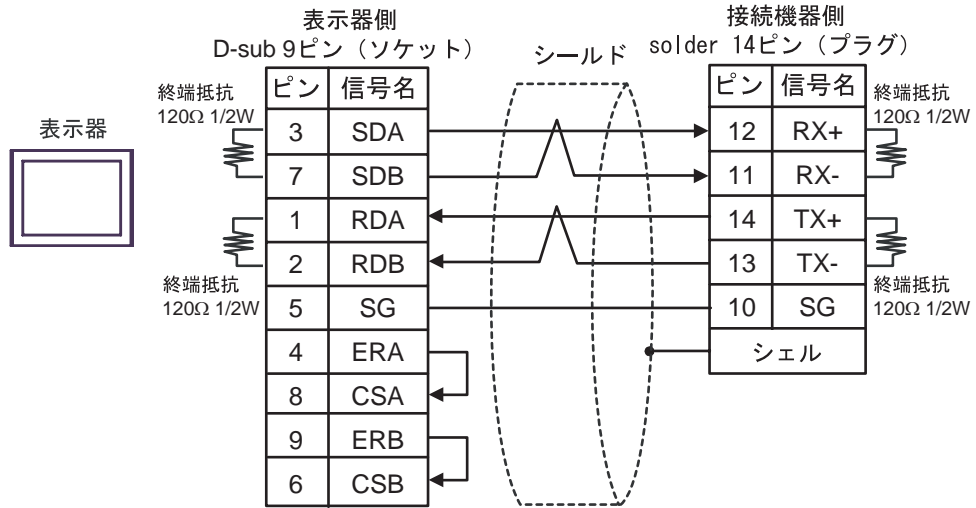 表示器側
D-sub 9ピン（ソケット）
接続機器側
solder 14ピン（プラグ）
シールド
表示器
終端抵抗
120Ω 1/2W
終端抵抗
120Ω 1/2W
ピン 信号名
3 SDA
7 SDB
1 RDA
2 RDB
5 SG
4 ERA
8 CSA
9 ERB
6 CSB
ピン 信号名
12 RX+
11 RX-
14 TX+
13 TX-
10 SG
シェル
終端抵抗
120Ω 1/2W
終端抵抗
120Ω 1/2W